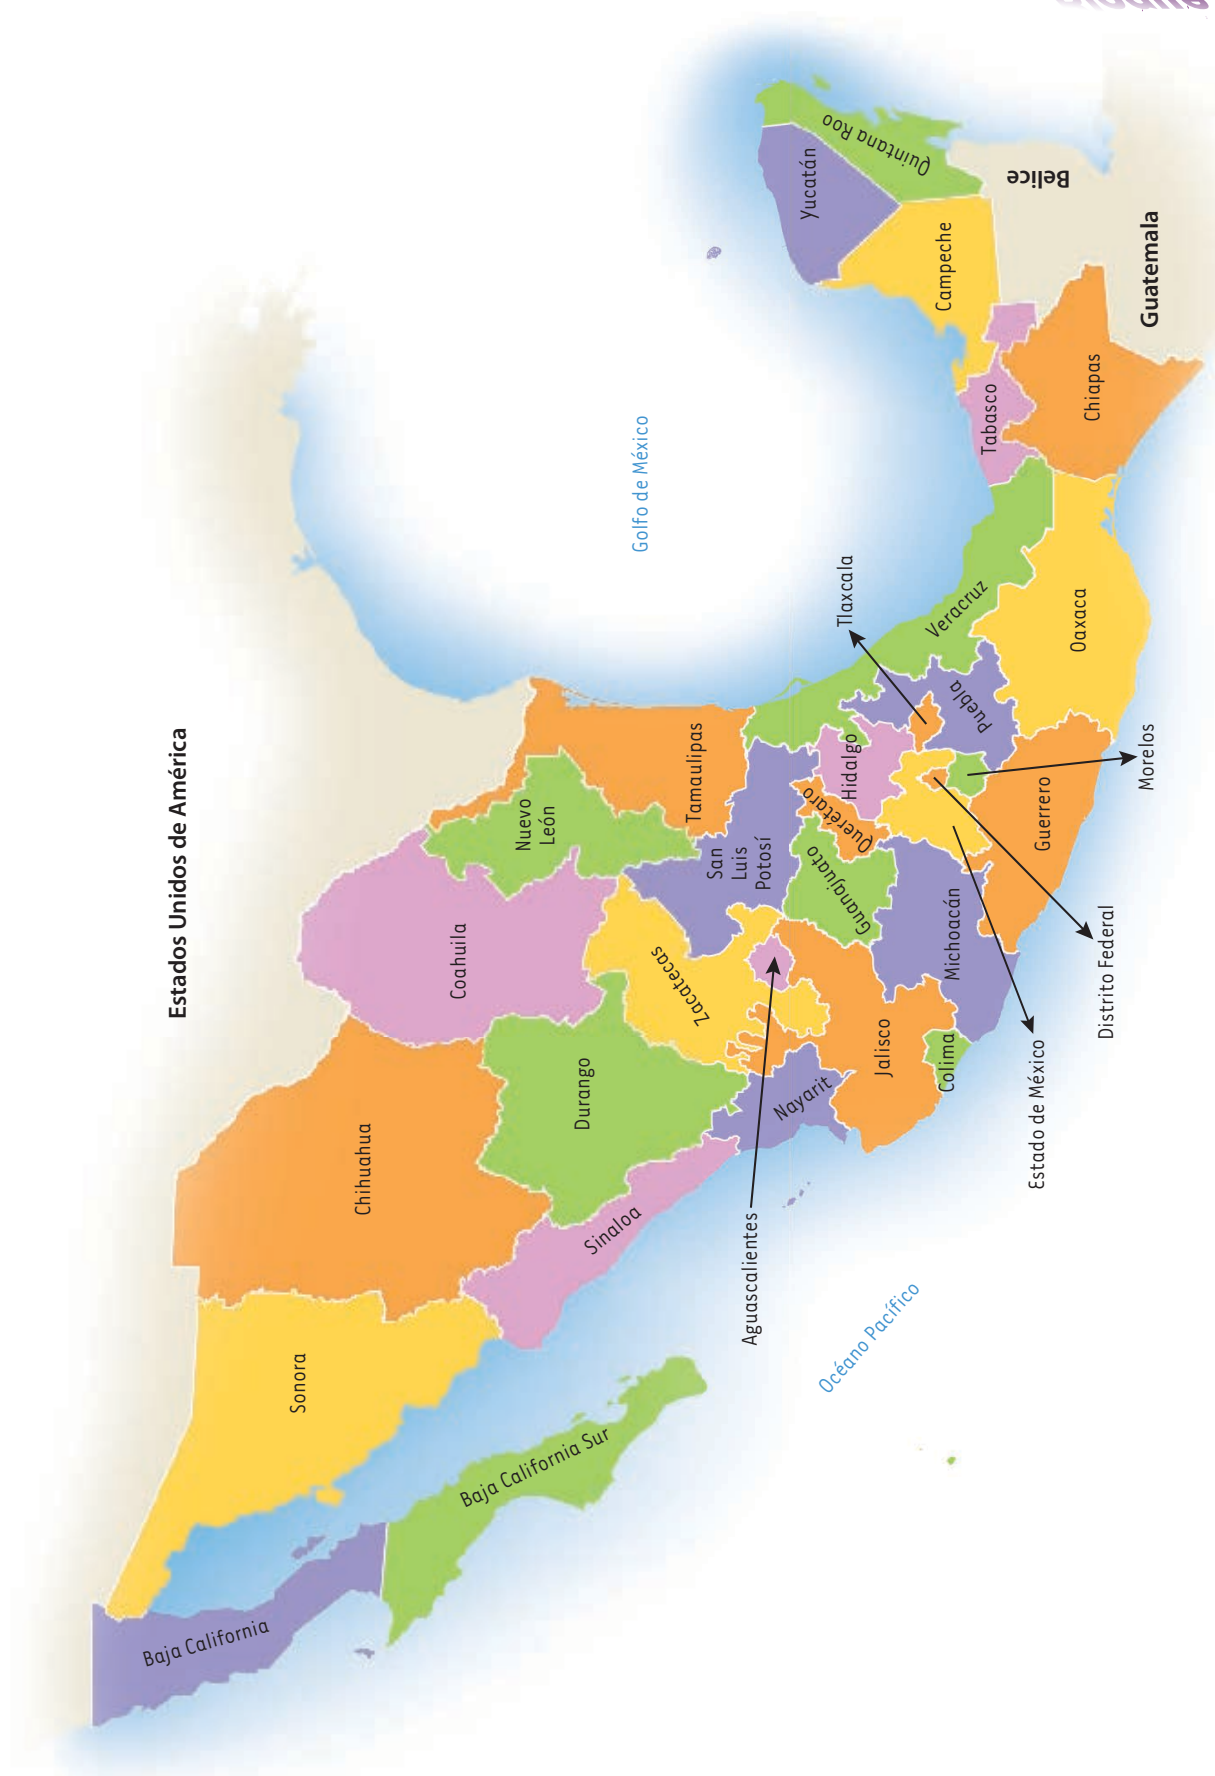 Estados Unidos de América
Baja California
Sonora
Chihuahua
Coahuila
Nuevo
León
Tamaulipas
Baja California Sur
Sinaloa
Durango
Zacatecas
San
Luis
Potosí
Golfo de México
Aguascalientes
Nayarit
Jalisco
Guanajuato
Querétaro
Hidalgo
Tlaxcala
Veracruz
Puebla
Yucatán
Quintana Roo
Campeche
Océano Pacífico
Colima
Michoacán
Estado de México
Distrito Federal
Guerrero
Morelos
Oaxaca
Tabasco
Chiapas
Belice
Guatemala